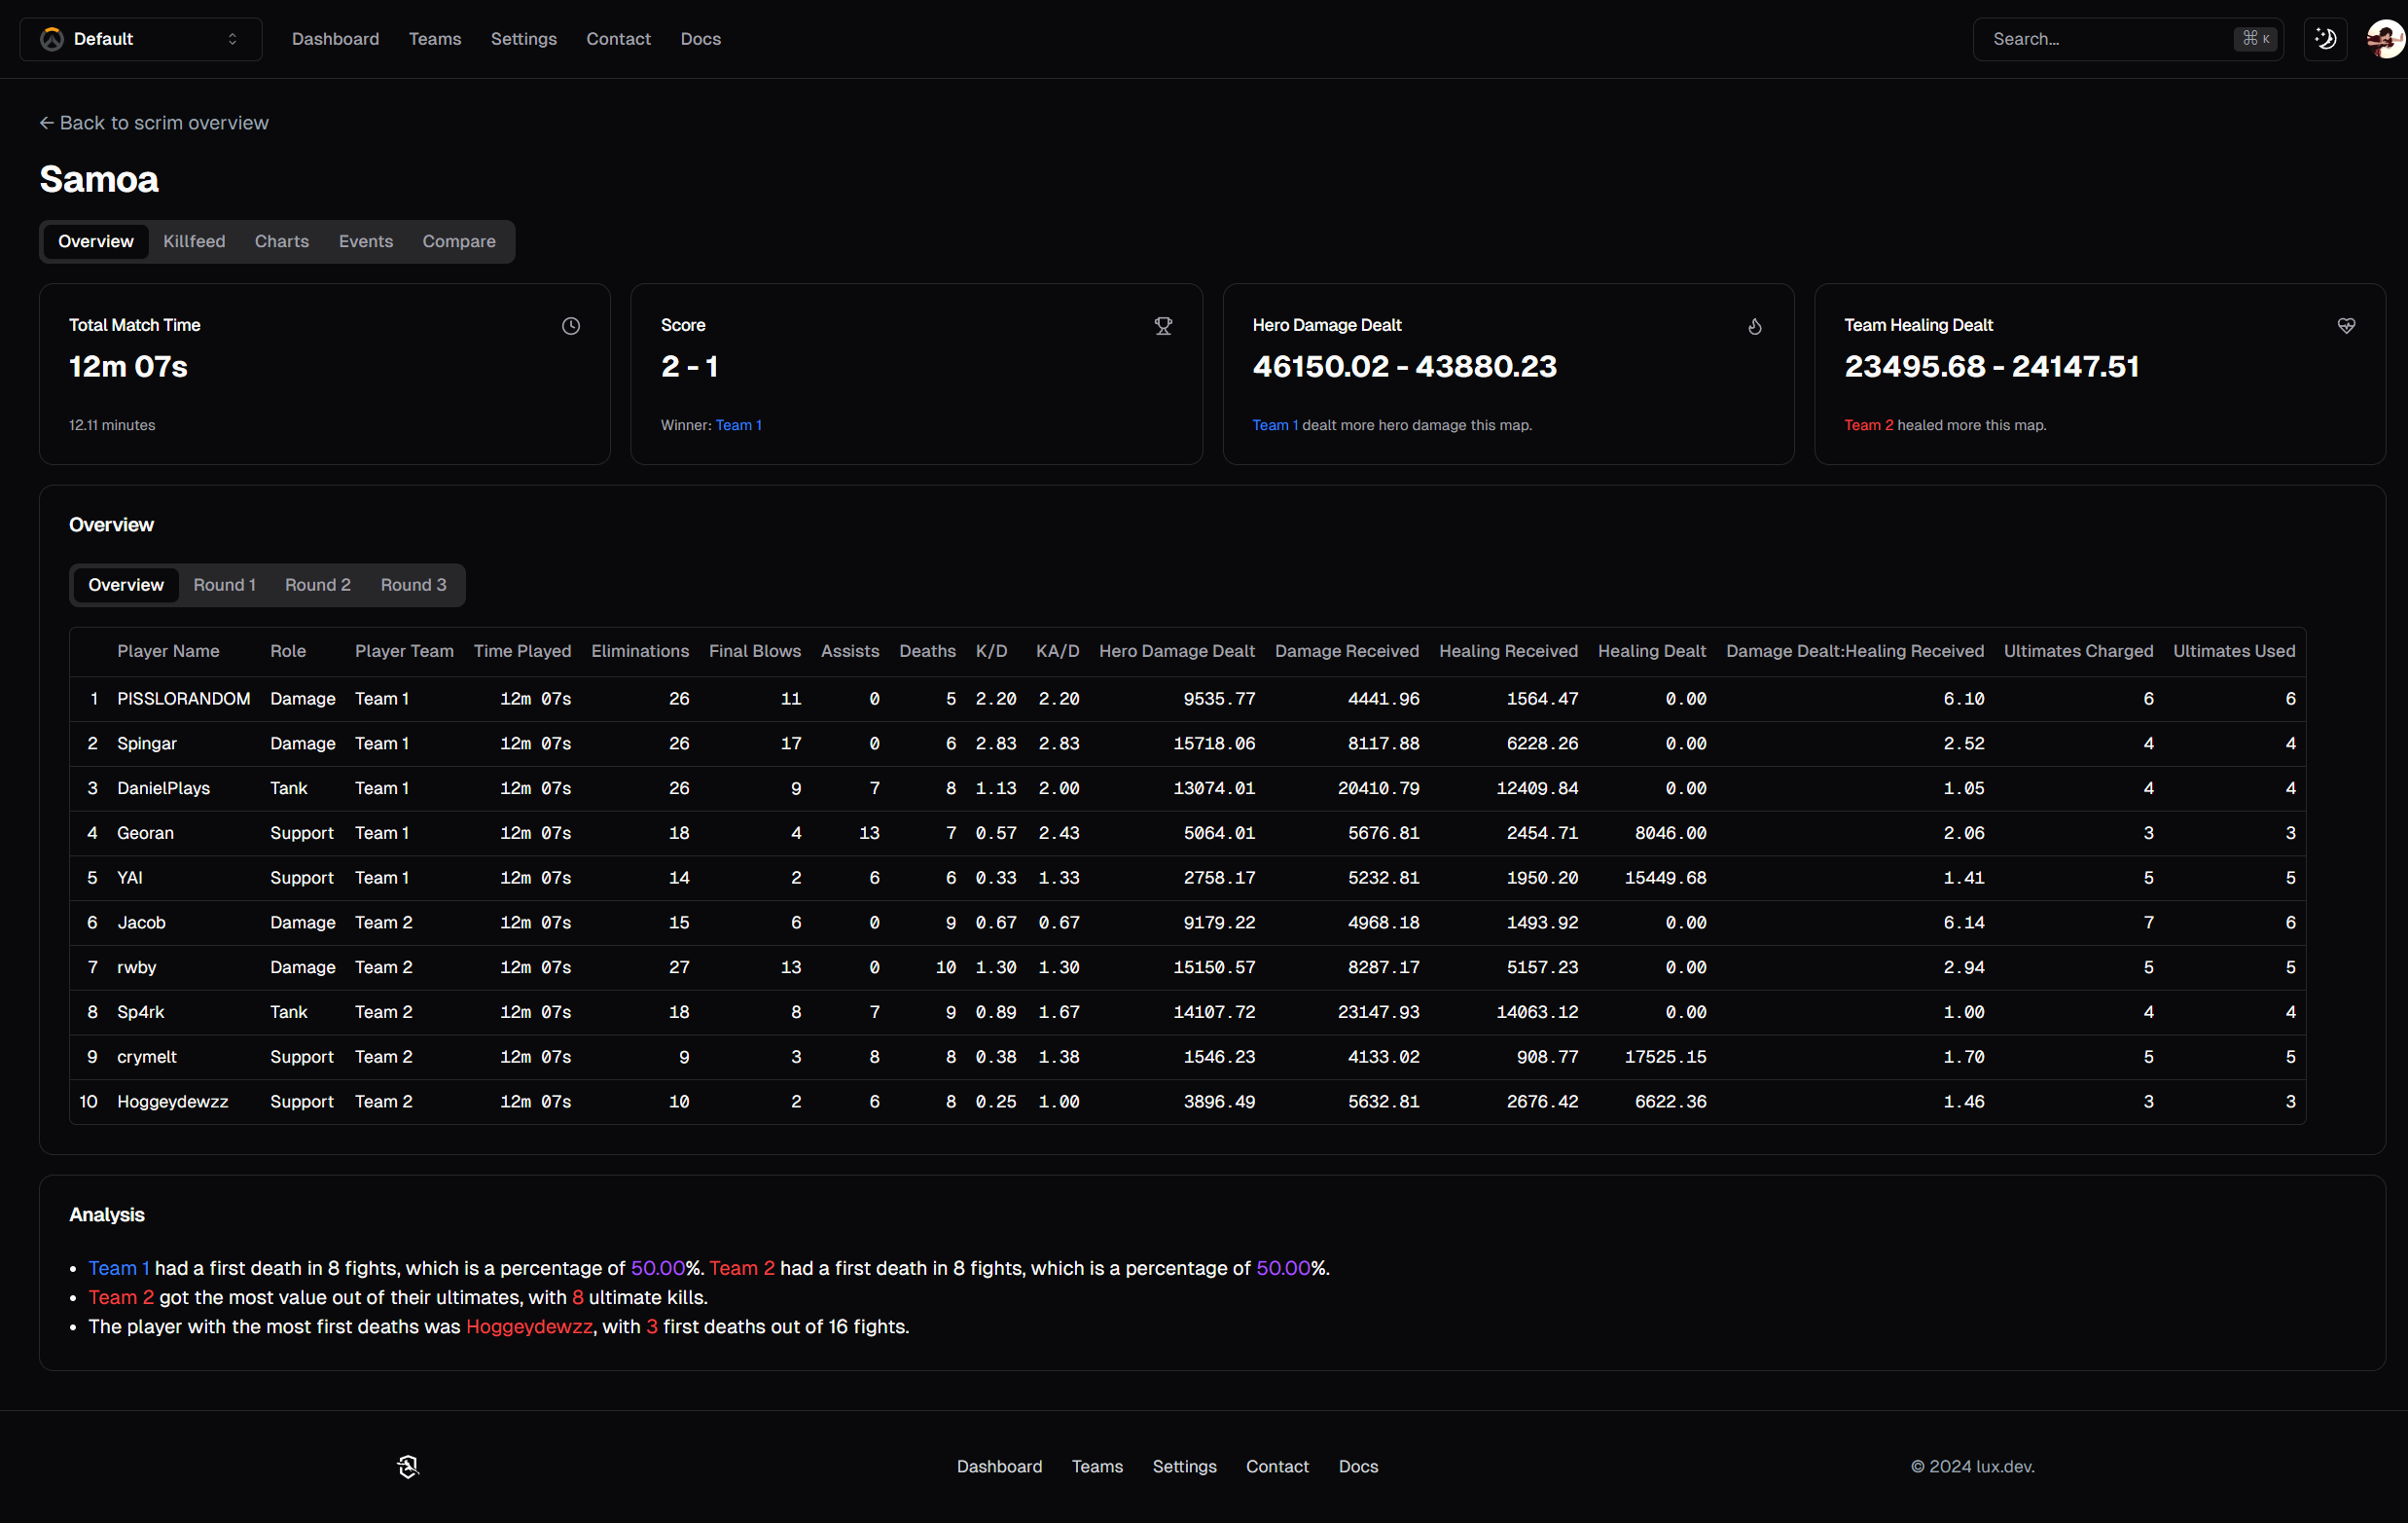 Default Dashboard Teams Settings Contact Docs Search... ⌘ K
← Back to scrim overview
Samoa
Overview Killfeed Charts Events Compare
Total Match Time
12m 07s
12.11 minutes
Score
2 - 1
Winner: Team 1
Hero Damage Dealt
46150.02 - 43880.23
Team 1 dealt more hero damage this map.
Team Healing Dealt
23495.68 - 24147.51
Team 2 healed more this map.
Overview
Overview Round 1 Round 2 Round 3
Player Name Role Player Team Time Played Eliminations Final Blows Assists Deaths K/D KA/D Hero Damage Dealt Damage Received Healing Received Healing Dealt Damage Dealt:Healing Received Ultimates Charged Ultimates Used
1 PISSLORANDOM Damage Team 1 12m 07s 26 11 0 5 2.20 2.20 9535.77 4441.96 1564.47 0.00 6.10 6 6
2 Spingar Damage Team 1 12m 07s 26 17 0 6 2.83 2.83 15718.06 8117.88 6228.26 0.00 2.52 4 4
3 DanielPlays Tank Team 1 12m 07s 26 9 7 8 1.13 2.00 13074.01 20410.79 12409.84 0.00 1.05 4 4
4 Georan Support Team 1 12m 07s 18 4 13 7 0.57 2.43 5064.01 5676.81 2454.71 8046.00 2.06 3 3
5 YAI Support Team 1 12m 07s 14 2 6 6 0.33 1.33 2758.17 5232.81 1950.20 15449.68 1.41 5 5
6 Jacob Damage Team 2 12m 07s 15 6 0 9 0.67 0.67 9179.22 4968.18 1493.92 0.00 6.14 7 6
7 rwby Damage Team 2 12m 07s 27 13 0 10 1.30 1.30 15150.57 8287.17 5157.23 0.00 2.94 5 5
8 Sp4rk Tank Team 2 12m 07s 18 8 7 9 0.89 1.67 14107.72 23147.93 14063.12 0.00 1.00 4 4
9 crymelt Support Team 2 12m 07s 9 3 8 8 0.38 1.38 1546.23 4133.02 908.77 17525.15 1.70 5 5
10 Hoggeydewzz Support Team 2 12m 07s 10 2 6 8 0.25 1.00 3896.49 5632.81 2676.42 6622.36 1.46 3 3
Analysis
• Team 1 had a first death in 8 fights, which is a percentage of 50.00%. Team 2 had a first death in 8 fights, which is a percentage of 50.00%.
• Team 2 got the most value out of their ultimates, with 8 ultimate kills.
• The player with the most first deaths was Hoggeydewzz, with 3 first deaths out of 16 fights.
Dashboard Teams Settings Contact Docs © 2024 lux.dev.